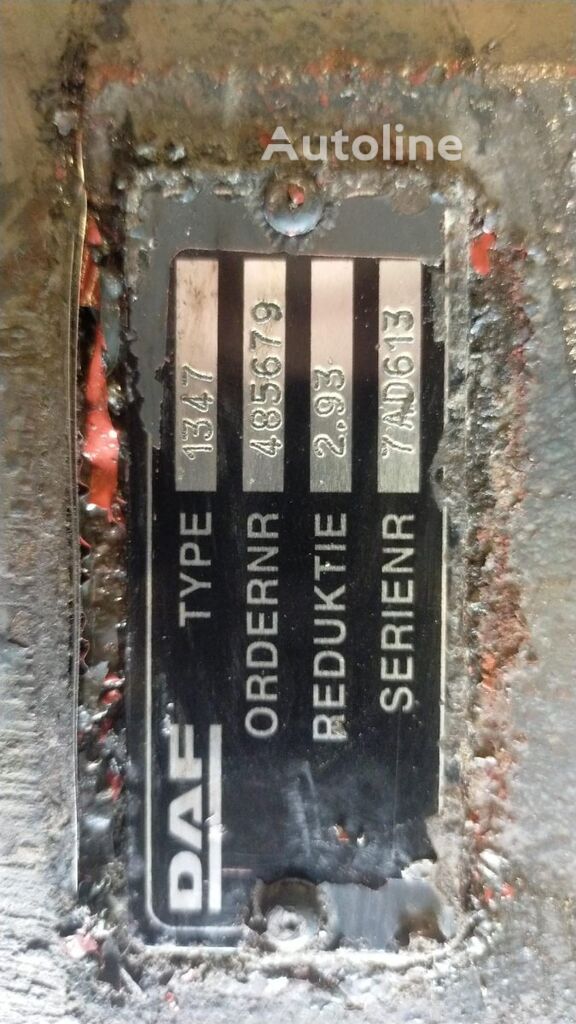 Autoline
DAF
TYPE 1347
ORDERNR 485679
REDUKTIE 2.93
SERIENR 7AD613